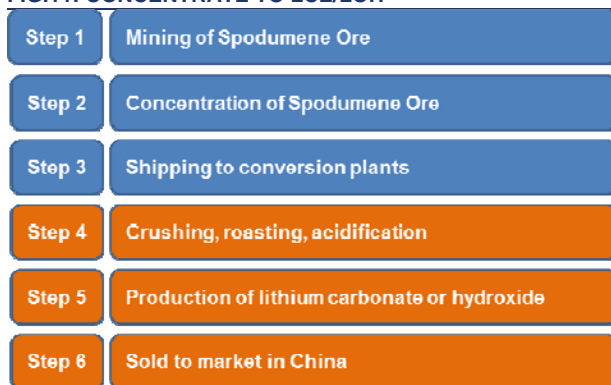 Step 1 Mining of Spodumene Ore
Step 2 Concentration of Spodumene Ore
Step 3 Shipping to conversion plants
Step 4 Crushing, roasting, acidification
Step 5 Production of lithium carbonate or hydroxide
Step 6 Sold to market in China